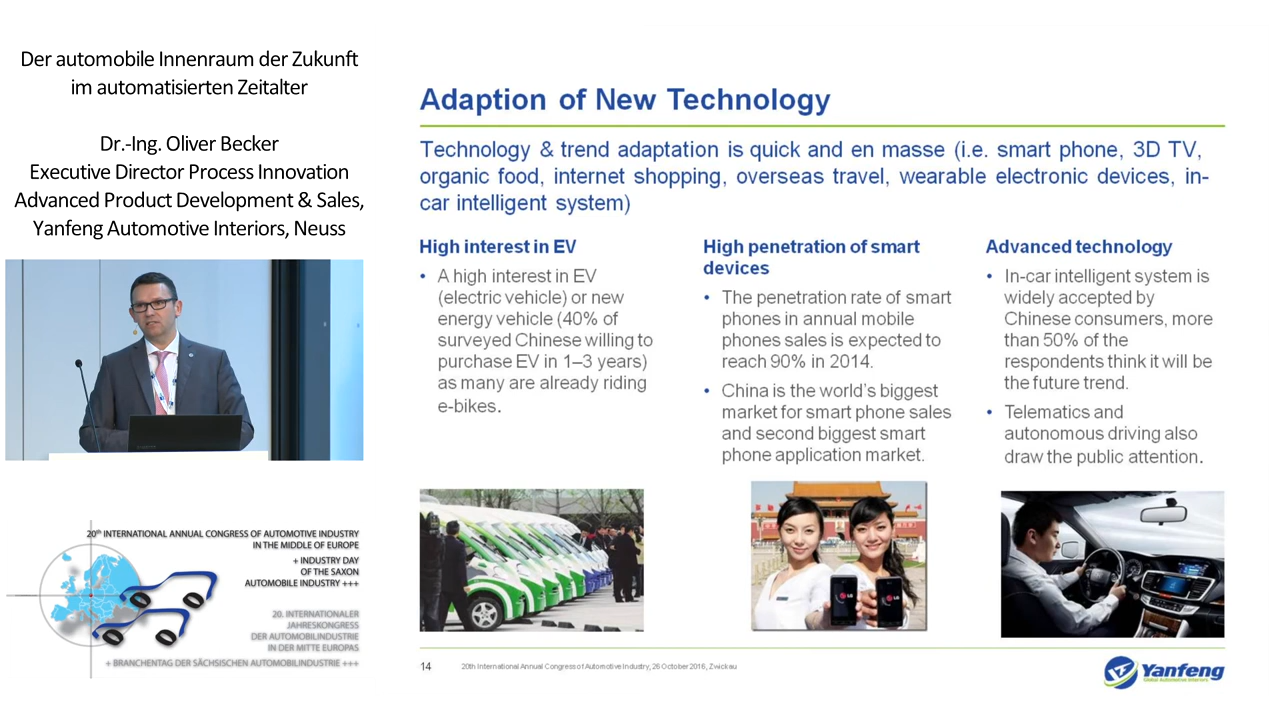 Der automobile Innenraum der Zukunft
im automatisierten Zeitalter
Dr.-Ing. Oliver Becker
Executive Director Process Innovation
Advanced Product Development & Sales,
Yanfeng Automotive Interiors, Neuss
20th INTERNATIONAL ANNUAL CONGRESS OF AUTOMOTIVE INDUSTRY
IN THE MIDDLE OF EUROPE
+ INDUSTRY DAY
OF THE SAXON
AUTOMOBILE INDUSTRY +++
20. INTERNATIONALER
JAHRESKONGRESS
DER AUTOMOBILINDUSTRIE
IN DER MITTE EUROPAS
+ BRANCHENTAG DER SÄCHSISCHEN AUTOMOBILINDUSTRIE +++
Adaption of New Technology
Technology & trend adaptation is quick and en masse (i.e. smart phone, 3D TV,
organic food, internet shopping, overseas travel, wearable electronic devices, in-
car intelligent system)
High interest in EV
• A high interest in EV
(electric vehicle) or new
energy vehicle (40% of
surveyed Chinese willing to
purchase EV in 1–3 years)
as many are already riding
e-bikes.
High penetration of smart
devices
• The penetration rate of smart
phones in annual mobile
phones sales is expected to
reach 90% in 2014.
• China is the world's biggest
market for smart phone sales
and second biggest smart
phone application market.
Advanced technology
• In-car intelligent system is
widely accepted by
Chinese consumers, more
than 50% of the
respondents think it will be
the future trend.
• Telematics and
autonomous driving also
draw the public attention.
LG
LG
14
20th International Annual Congress of Automotive Industry, 26 October 2016, Zwickau
Yanfeng
Global Automotive Interiors